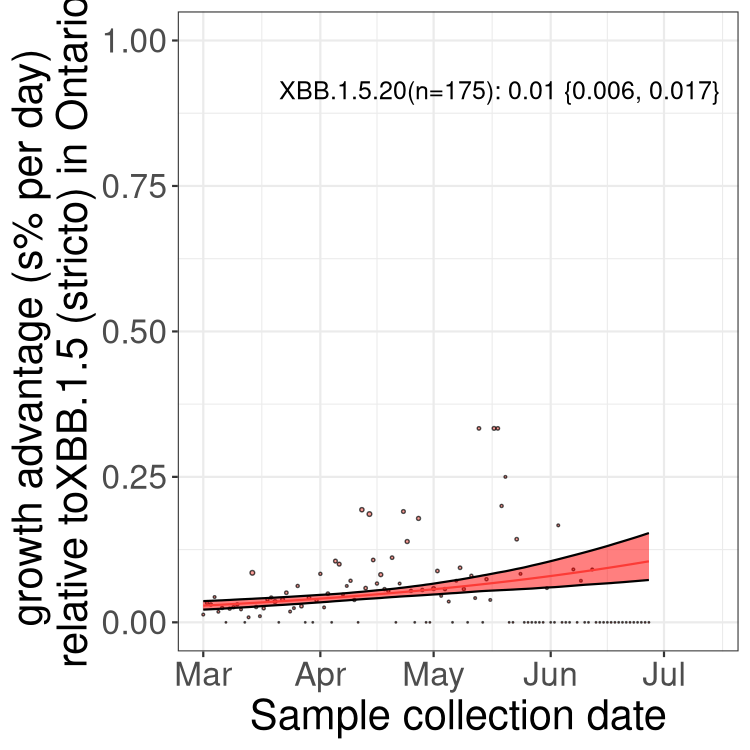 growth advantage (s% per day)
relative toXBB.1.5 (stricto) in Ontario
1.00
0.75
0.50
0.25
0.00
XBB.1.5.20(n=175): 0.01 {0.006, 0.017}
Mar Apr May Jun Jul
Sample collection date